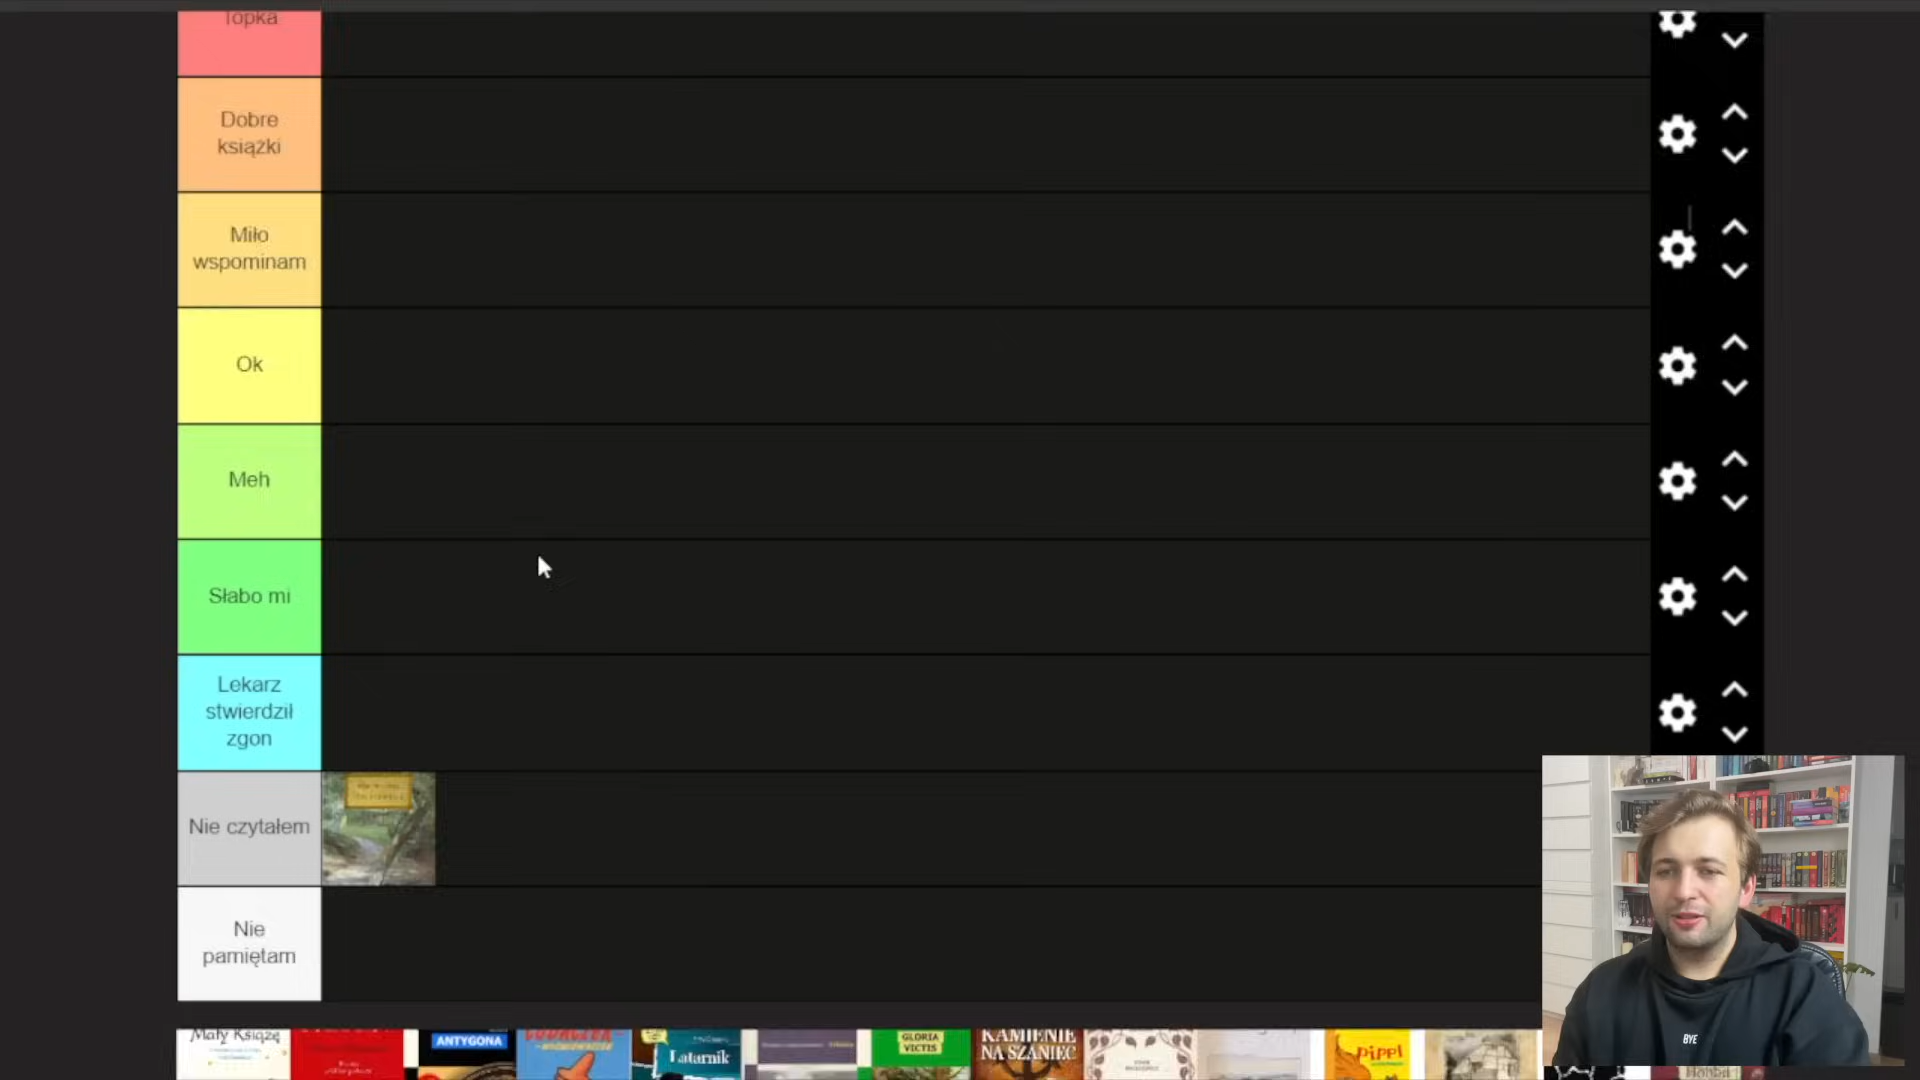 Topka
Dobre
książki
Miło
wspominam
Ok
Meh
Słabo mi
Lekarz
stwierdził
zgon
Nie czytałem
Nie
pamiętam
Mały Książę
ANTYGONA
Latarnik
GLORIA
VICTIS
KAMIENIE
NA SZANIEC
pippi
Hobbit
BYE